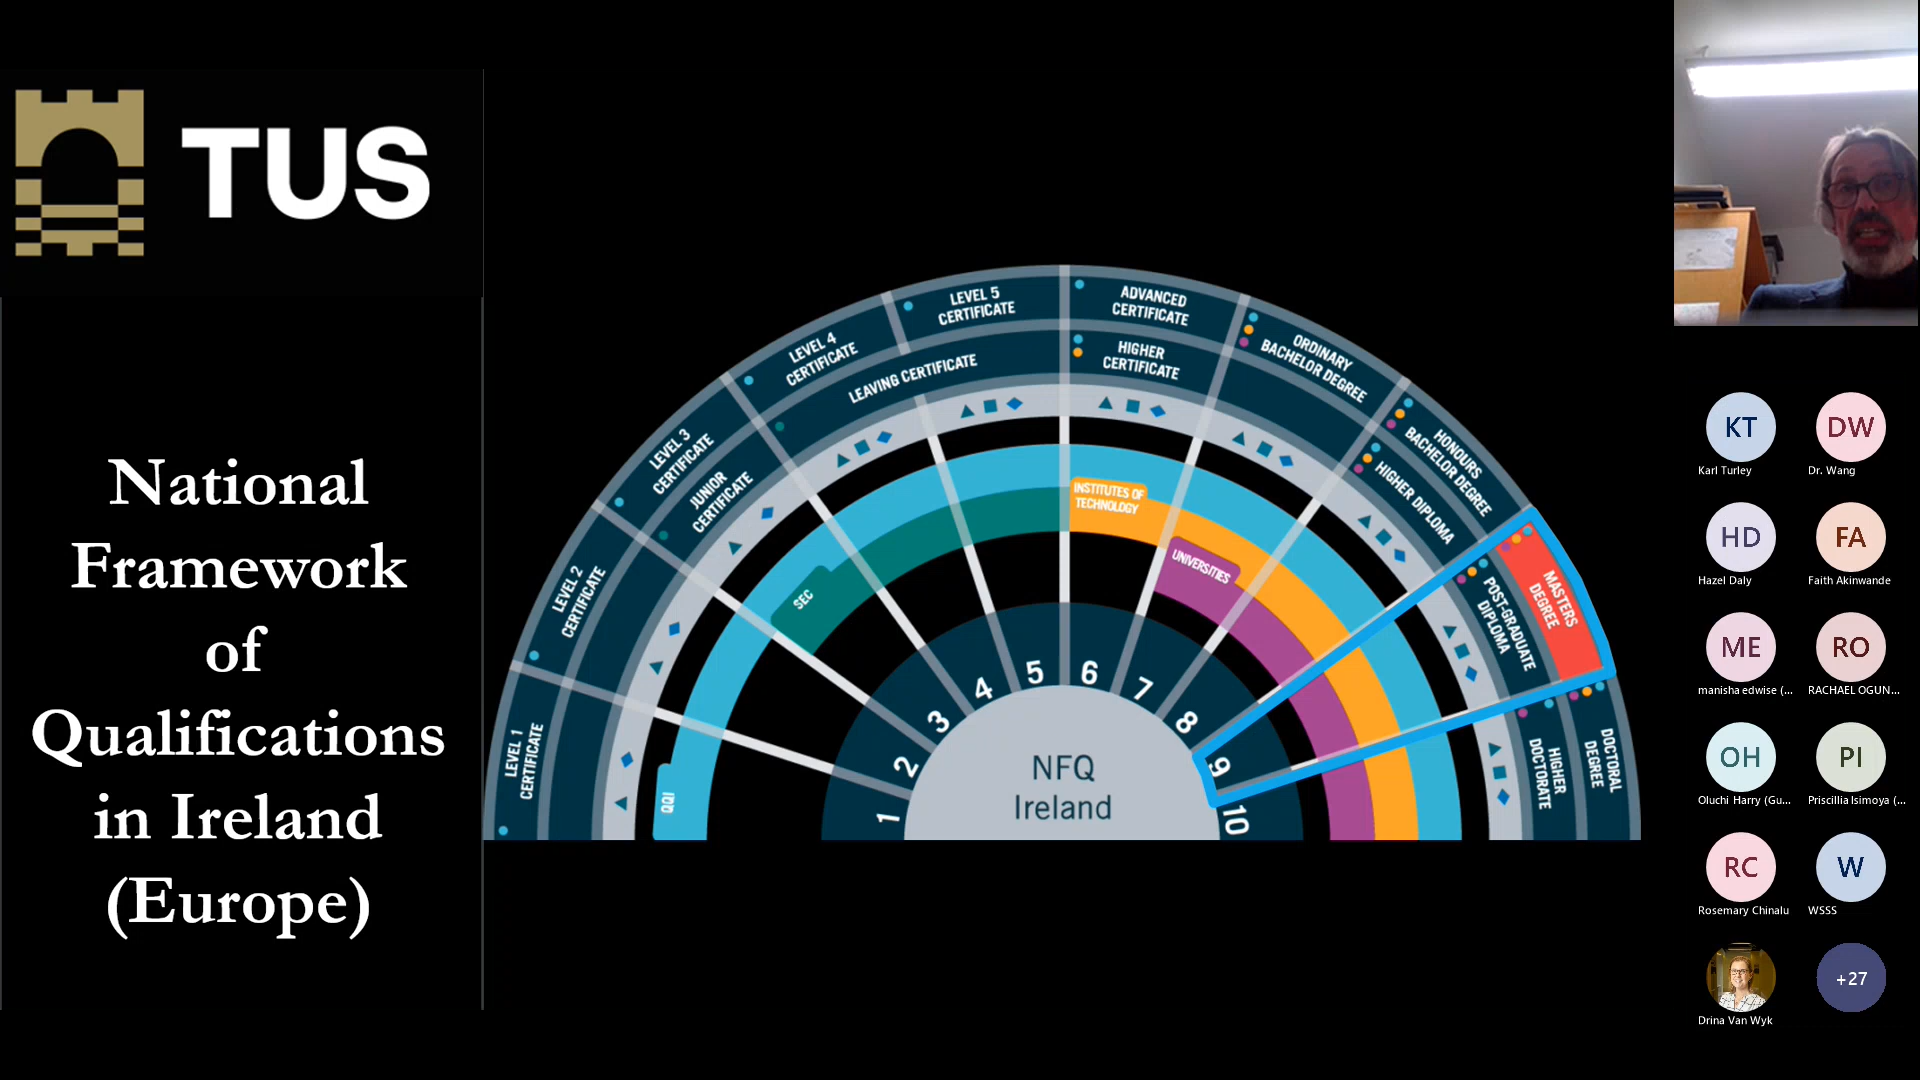 TUS
National
Framework
of
Qualifications
in Ireland
(Europe)
LEVEL 1
CERTIFICATE
LEVEL 2
CERTIFICATE
LEVEL 3
CERTIFICATE
JUNIOR
CERTIFICATE
LEVEL 4
CERTIFICATE
LEVEL 5
CERTIFICATE
LEAVING CERTIFICATE
ADVANCED
CERTIFICATE
HIGHER
CERTIFICATE
ORDINARY
BACHELOR DEGREE
HONOURS
BACHELOR DEGREE
HIGHER DIPLOMA
MASTERS
DEGREE
POST-GRADUATE
DIPLOMA
DOCTORAL
DEGREE
HIGHER
DOCTORATE
QQI
SEC
INSTITUTES OF
TECHNOLOGY
UNIVERSITIES
1
2
3
4
5
6
7
8
9
10
NFQ
Ireland
KT
Karl Turley
DW
Dr. Wang
HD
Hazel Daly
FA
Faith Akinwande
ME
manisha edwise (...
RO
RACHAEL OGUN...
OH
Oluchi Harry (Gu...
PI
Priscillia Isimoya (...
RC
Rosemary Chinalu
W
WSSS
Drina Van Wyk
+27